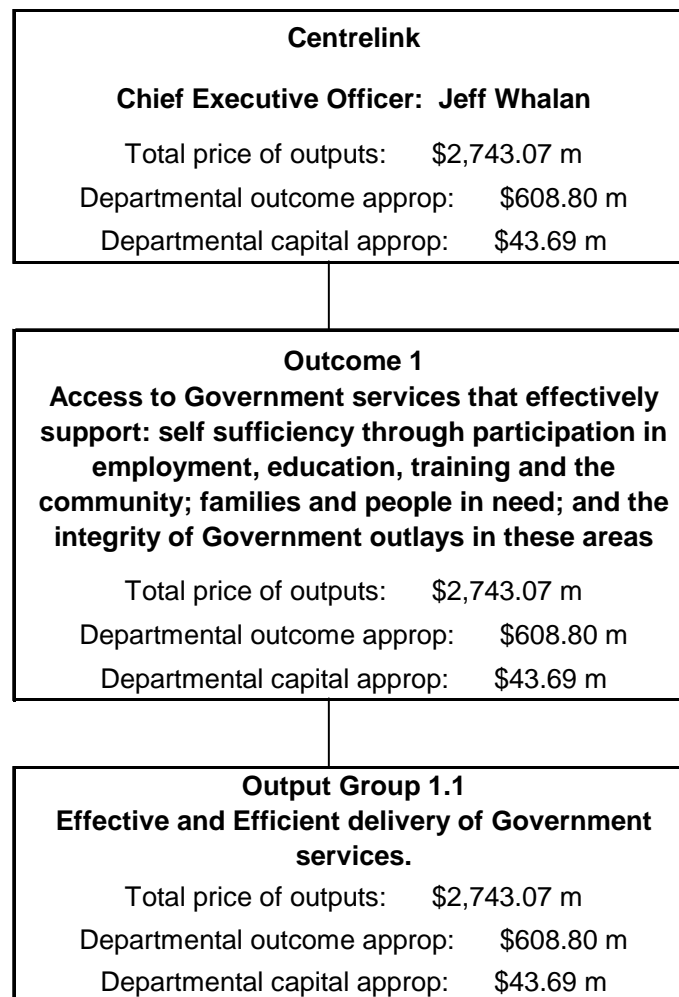 Centrelink
Chief Executive Officer: Jeff Whalan
Total price of outputs: $2,743.07 m
Departmental outcome approp: $608.80 m
Departmental capital approp: $43.69 m
Outcome 1
Access to Government services that effectively
support: self sufficiency through participation in
employment, education, training and the
community; families and people in need; and the
integrity of Government outlays in these areas
Total price of outputs: $2,743.07 m
Departmental outcome approp: $608.80 m
Departmental capital approp: $43.69 m
Output Group 1.1
Effective and Efficient delivery of Government
services.
Total price of outputs: $2,743.07 m
Departmental outcome approp: $608.80 m
Departmental capital approp: $43.69 m